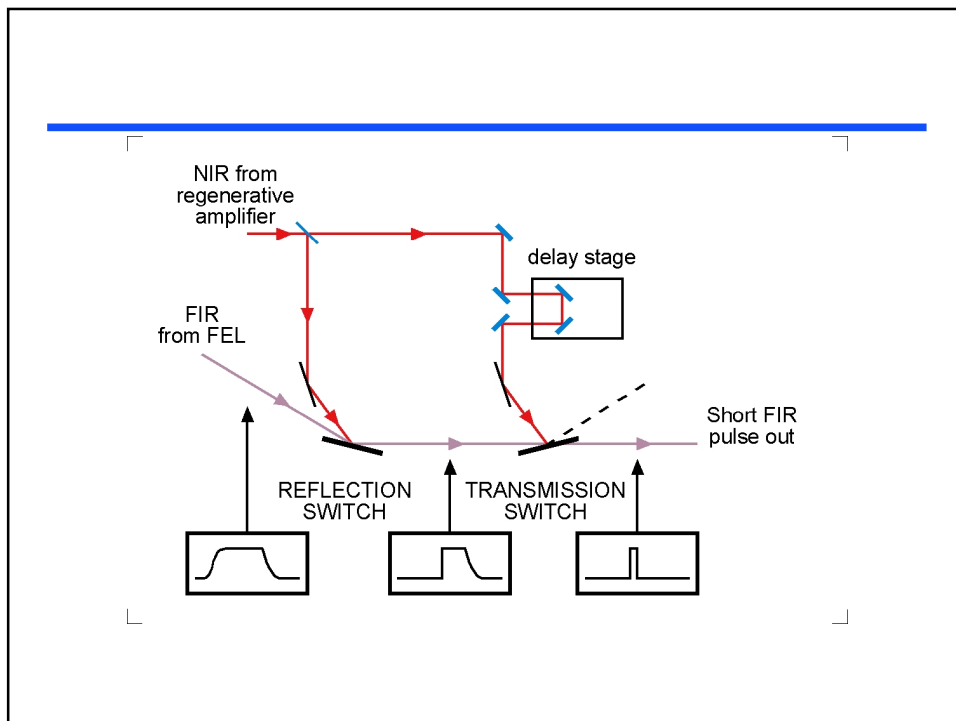 NIR from
regenerative
amplifier
delay stage
FIR
from FEL
Short FIR
pulse out
REFLECTION
SWITCH
TRANSMISSION
SWITCH